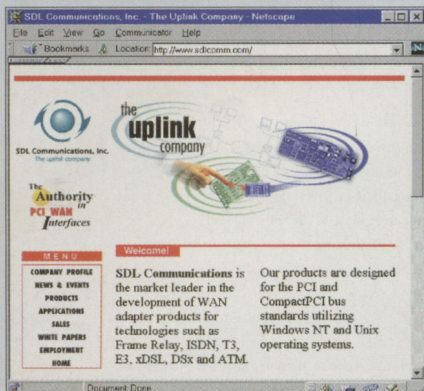 SDL Communications, Inc. - The Uplink Company - Netscape
File Edit View Go Communicator Help
Bookmarks Location: http://www.sdlcomm.com/
SDL Communications, Inc.
The uplink company
the
uplink
company
The
Authority
in
PCI WAN
Interfaces
MENU
COMPANY PROFILE
NEWS & EVENTS
PRODUCTS
APPLICATIONS
SALES
WHITE PAPERS
EMPLOYMENT
HOME
Welcome!
SDL Communications is
the market leader in the
development of WAN
adapter products for
technologies such as
Frame Relay, ISDN, T3,
E3, xDSL, DSx and ATM.
Our products are designed
for the PCI and
CompactPCI bus
standards utilizing
Windows NT and Unix
operating systems.
Document Done